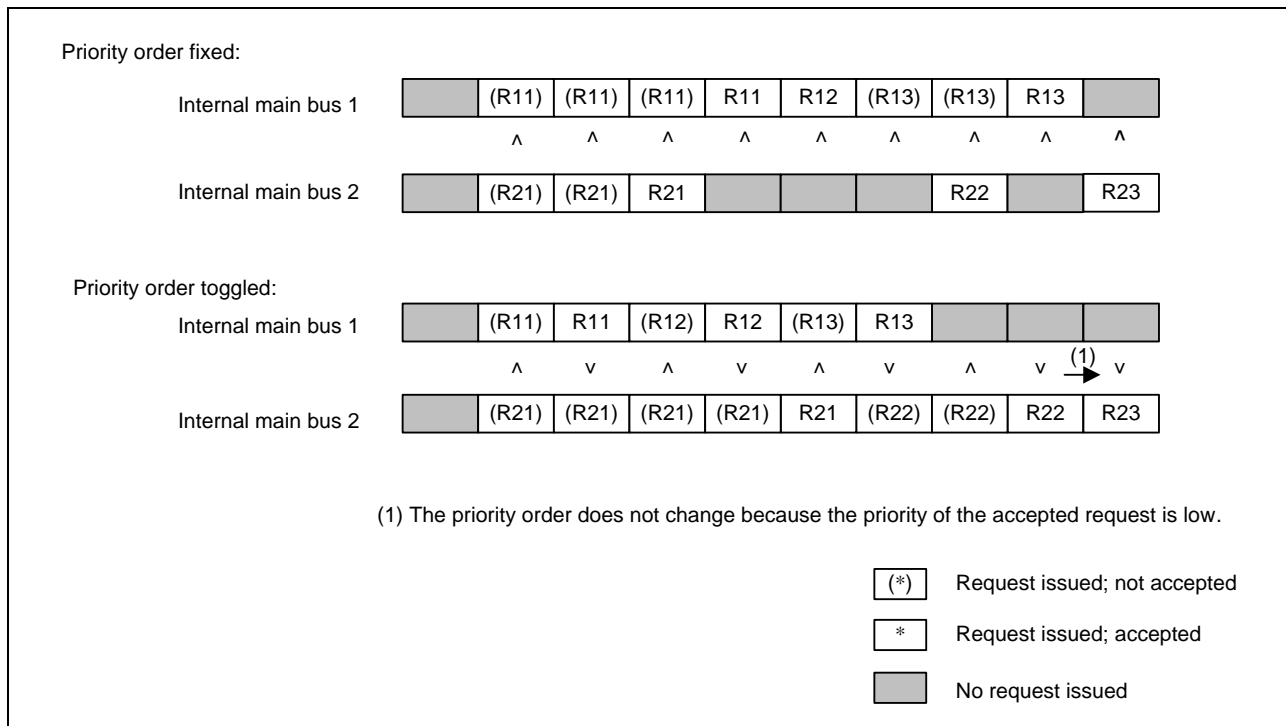 Priority order fixed:
Internal main bus 1 (R11) (R11) (R11) R11 R12 (R13) (R13) R13
^ ^ ^ ^ ^ ^ ^ ^ ^
Internal main bus 2 (R21) (R21) R21 R22 R23
Priority order toggled:
Internal main bus 1 (R11) R11 (R12) R12 (R13) R13
^ v ^ v ^ v ^ v (1) v
Internal main bus 2 (R21) (R21) (R21) (R21) R21 (R22) (R22) R22 R23
(1) The priority order does not change because the priority of the accepted request is low.
(*) Request issued; not accepted
* Request issued; accepted
No request issued